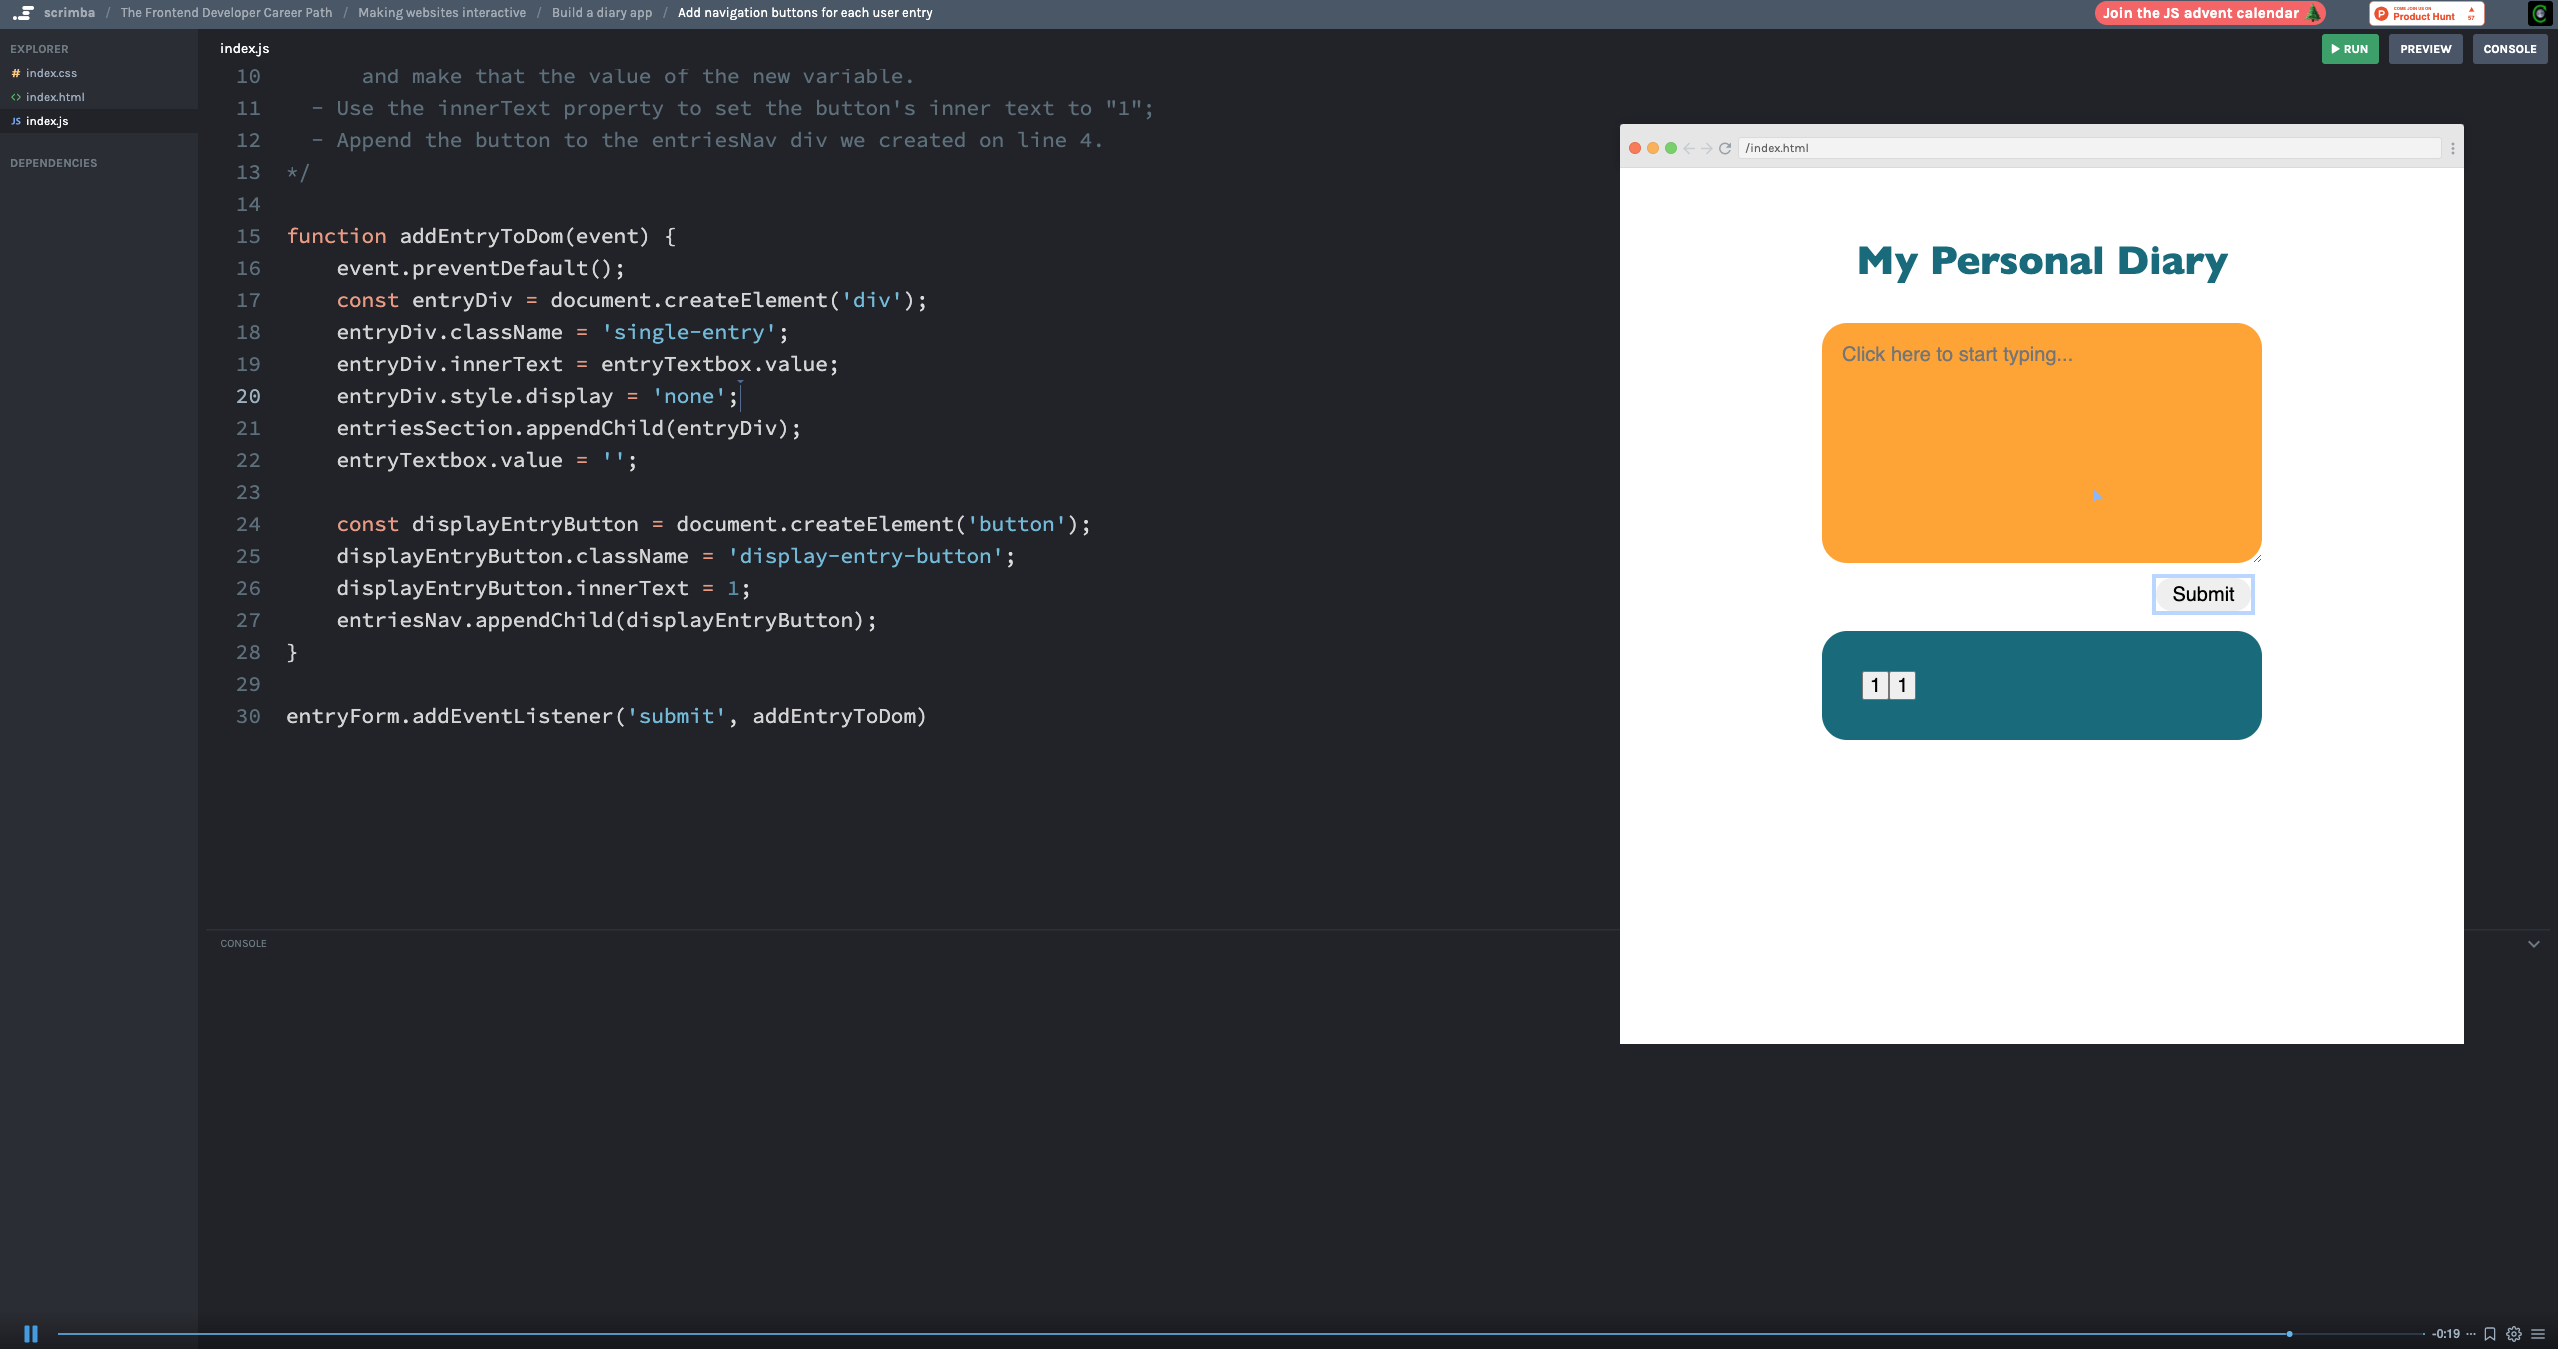 scrimba / The Frontend Developer Career Path / Making websites interactive / Build a diary app / Add navigation buttons for each user entry
Join the JS advent calendar
COME JOIN US ON
Product Hunt
57
EXPLORER
# index.css
<> index.html
JS index.js
DEPENDENCIES
index.js
RUN
PREVIEW
CONSOLE
10 and make that the value of the new variable.
11 - Use the innerText property to set the button's inner text to "1";
12 - Append the button to the entriesNav div we created on line 4.
13 */
14
15 function addEntryToDom(event) {
16 event.preventDefault();
17 const entryDiv = document.createElement('div');
18 entryDiv.className = 'single-entry';
19 entryDiv.innerText = entryTextbox.value;
20 entryDiv.style.display = 'none';
21 entriesSection.appendChild(entryDiv);
22 entryTextbox.value = '';
23
24 const displayEntryButton = document.createElement('button');
25 displayEntryButton.className = 'display-entry-button';
26 displayEntryButton.innerText = 1;
27 entriesNav.appendChild(displayEntryButton);
28 }
29
30 entryForm.addEventListener('submit', addEntryToDom)
/index.html
My Personal Diary
Click here to start typing...
Submit
1 1
CONSOLE
-0:19